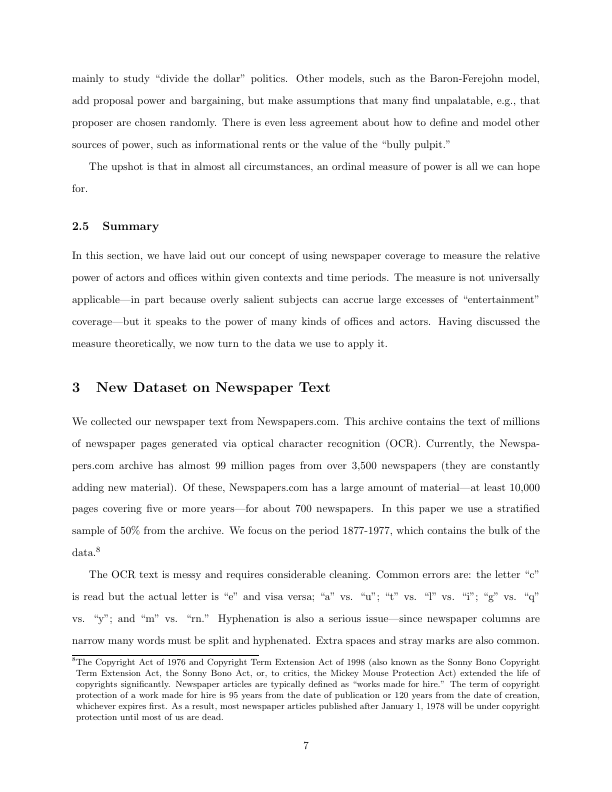 mainly to study “divide the dollar” politics. Other models, such as the Baron-Ferejohn model,
add proposal power and bargaining, but make assumptions that many find unpalatable, e.g., that
proposer are chosen randomly. There is even less agreement about how to define and model other
sources of power, such as informational rents or the value of the “bully pulpit.”
The upshot is that in almost all circumstances, an ordinal measure of power is all we can hope
for.
2.5 Summary
In this section, we have laid out our concept of using newspaper coverage to measure the relative
power of actors and offices within given contexts and time periods. The measure is not universally
applicable—in part because overly salient subjects can accrue large excesses of “entertainment”
coverage—but it speaks to the power of many kinds of offices and actors. Having discussed the
measure theoretically, we now turn to the data we use to apply it.
3 New Dataset on Newspaper Text
We collected our newspaper text from Newspapers.com. This archive contains the text of millions
of newspaper pages generated via optical character recognition (OCR). Currently, the Newspa-
pers.com archive has almost 99 million pages from over 3,500 newspapers (they are constantly
adding new material). Of these, Newspapers.com has a large amount of material—at least 10,000
pages covering five or more years—for about 700 newspapers. In this paper we use a stratified
sample of 50% from the archive. We focus on the period 1877-1977, which contains the bulk of the
data.8
The OCR text is messy and requires considerable cleaning. Common errors are: the letter “c”
is read but the actual letter is “e” and visa versa; “a” vs. “u”; “t” vs. “l” vs. “i”; “g” vs. “q”
vs. “y”; and “m” vs. “rn.” Hyphenation is also a serious issue—since newspaper columns are
narrow many words must be split and hyphenated. Extra spaces and stray marks are also common.
8The Copyright Act of 1976 and Copyright Term Extension Act of 1998 (also known as the Sonny Bono Copyright
Term Extension Act, the Sonny Bono Act, or, to critics, the Mickey Mouse Protection Act) extended the life of
copyrights significantly. Newspaper articles are typically defined as “works made for hire.” The term of copyright
protection of a work made for hire is 95 years from the date of publication or 120 years from the date of creation,
whichever expires first. As a result, most newspaper articles published after January 1, 1978 will be under copyright
protection until most of us are dead.
7